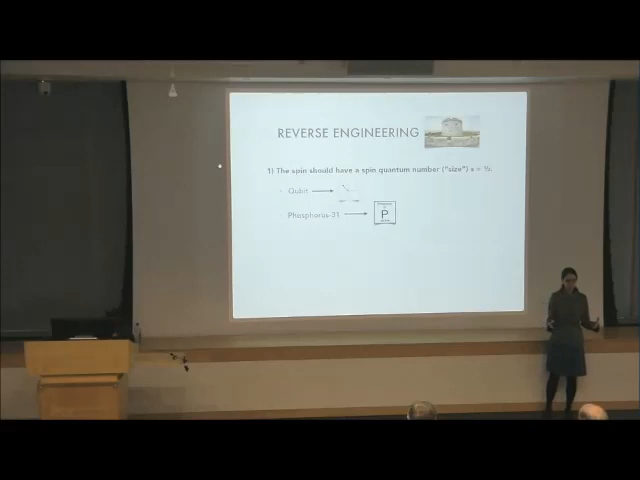 REVERSE ENGINEERING
1) The spin should have a spin quantum number ("size") s = ½.
· Qubit
· Phosphorus-31
P